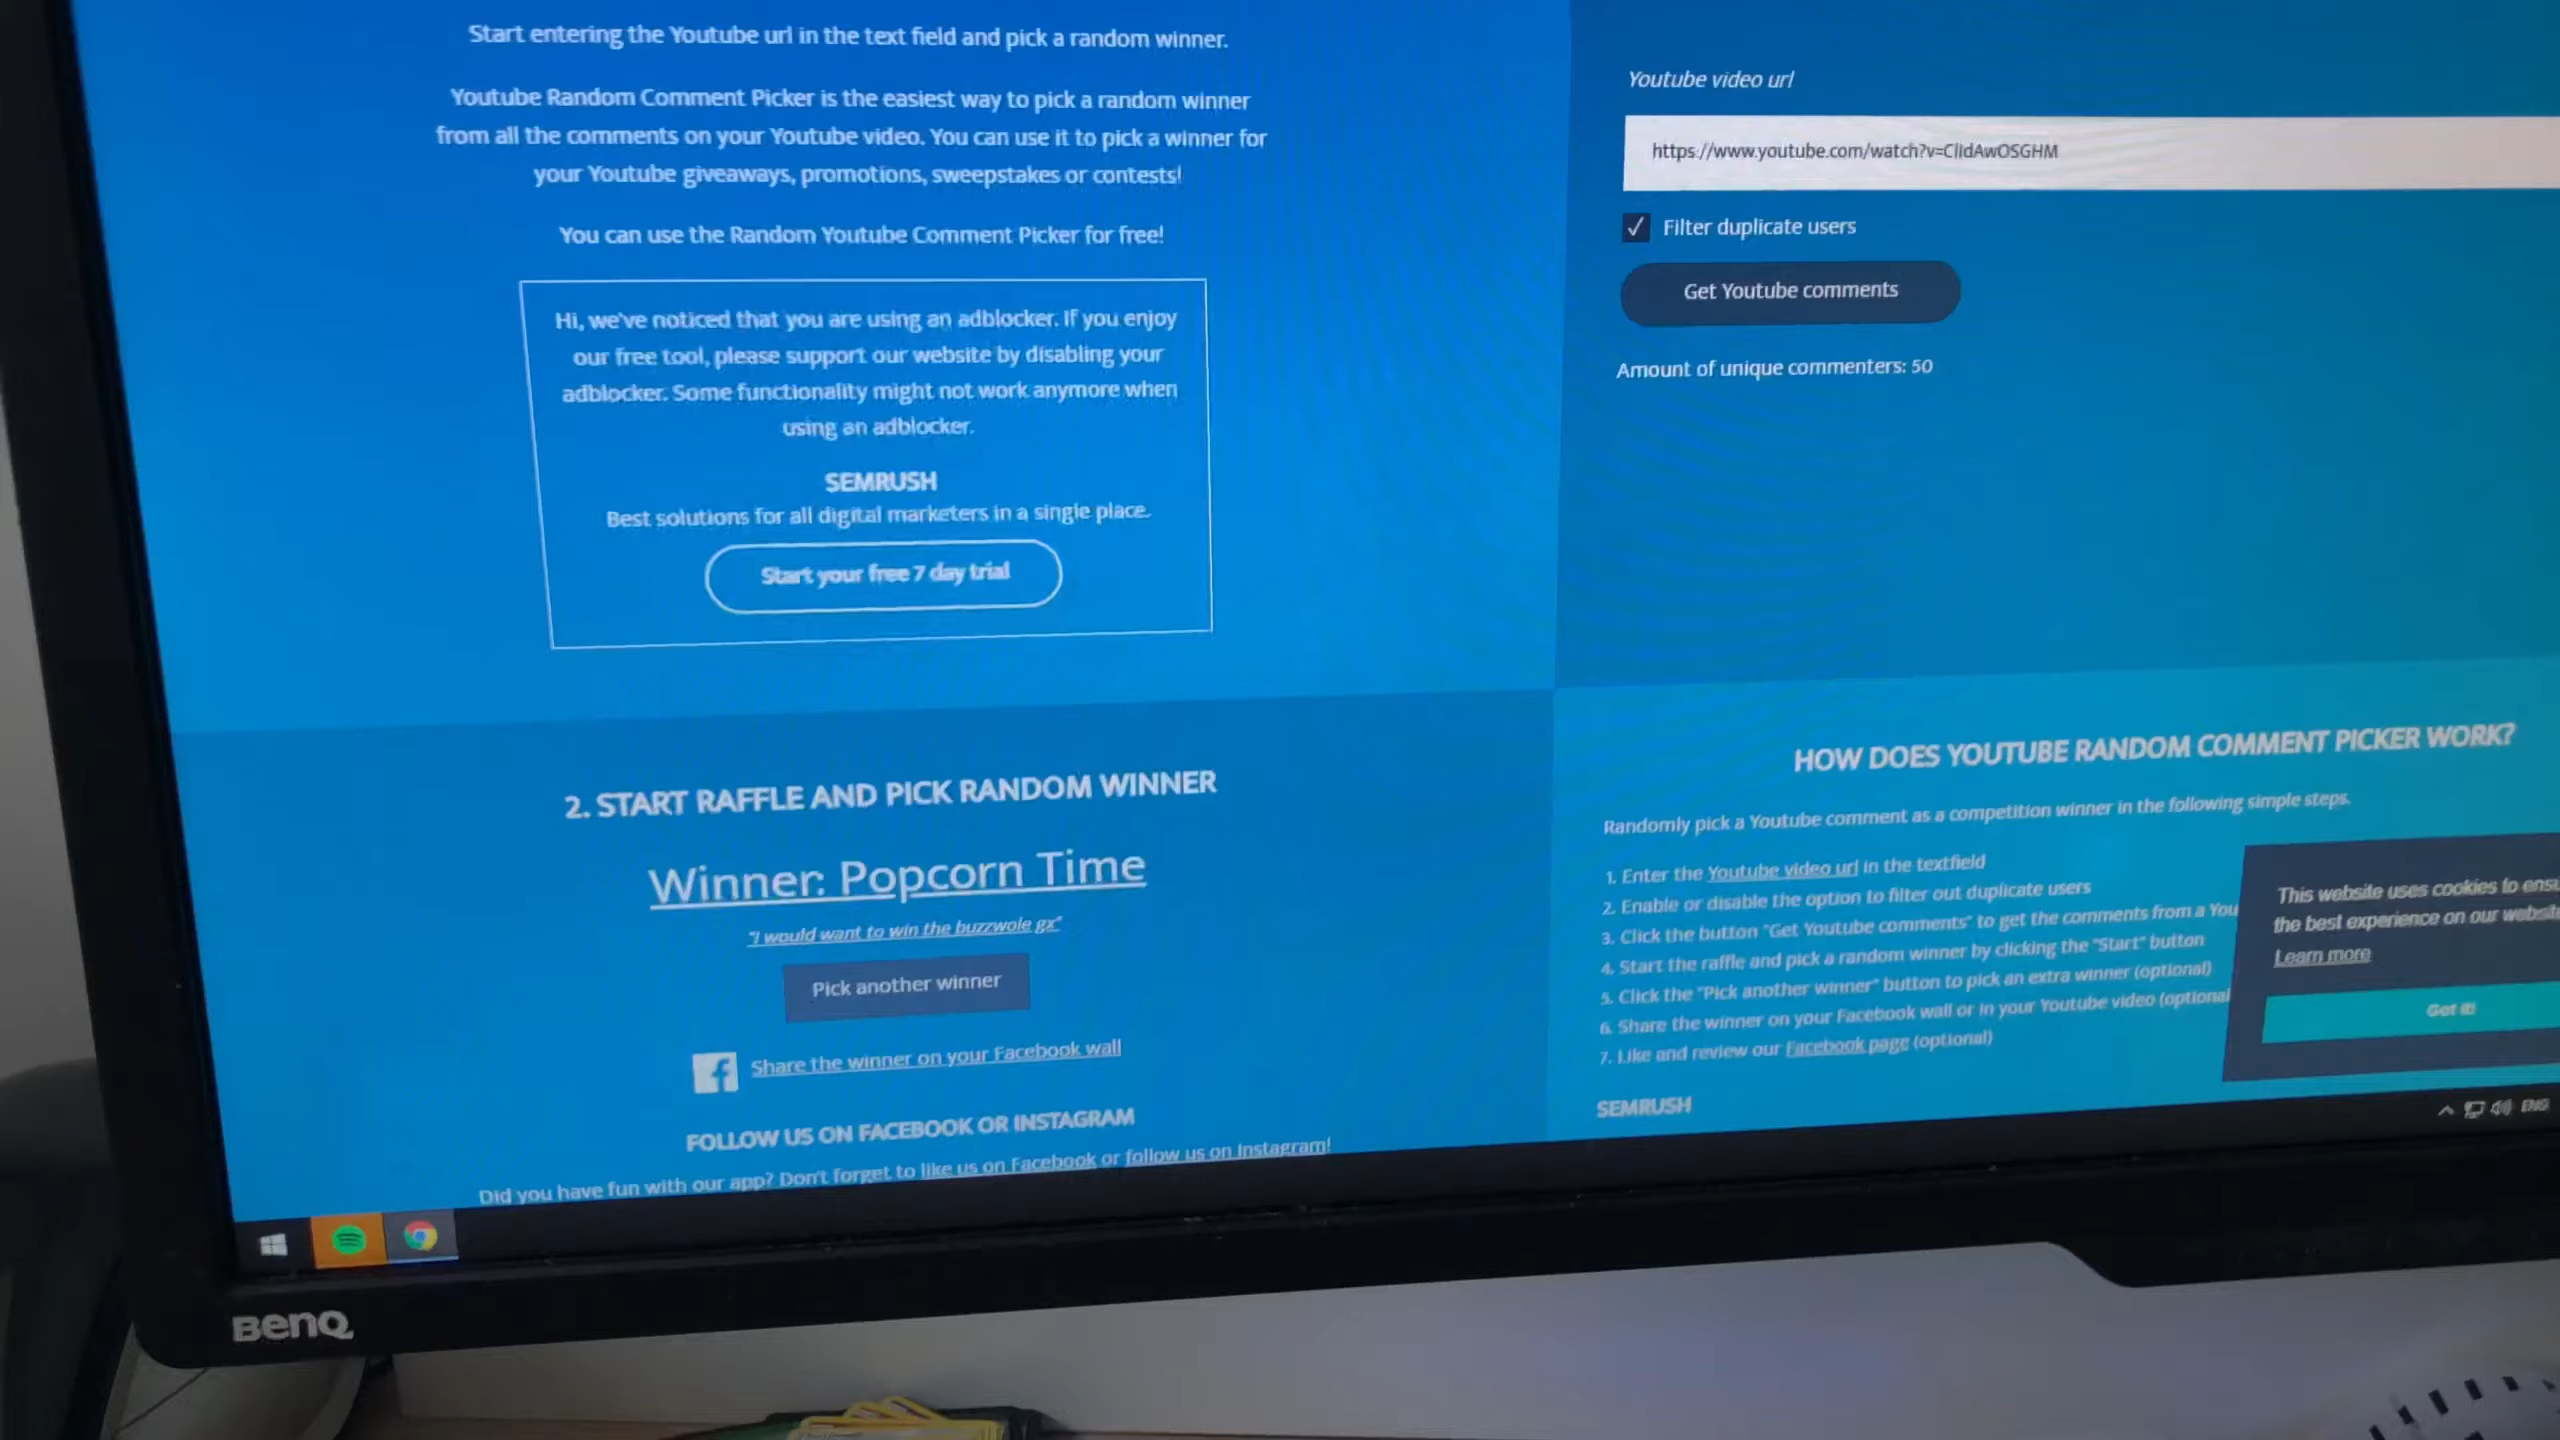 Start entering the Youtube url in the text field and pick a random winner.
Youtube Random Comment Picker is the easiest way to pick a random winner
from all the comments on your Youtube video. You can use it to pick a winner for
your Youtube giveaways, promotions, sweepstakes or contests!
You can use the Random Youtube Comment Picker for free!
Hi, we've noticed that you are using an adblocker. If you enjoy
our free tool, please support our website by disabling your
adblocker. Some functionality might not work anymore when
using an adblocker.
SEMRUSH
Best solutions for all digital marketers in a single place.
Start your free 7 day trial
Youtube video url
https://www.youtube.com/watch?v=ClIdAwOSGHM
✓ Filter duplicate users
Get Youtube comments
Amount of unique commenters: 50
2. START RAFFLE AND PICK RANDOM WINNER
Winner: Popcorn Time
"I would want to win the buzzwole gx"
Pick another winner
Share the winner on your Facebook wall
FOLLOW US ON FACEBOOK OR INSTAGRAM
Did you have fun with our app? Don't forget to like us on Facebook or follow us on Instagram!
HOW DOES YOUTUBE RANDOM COMMENT PICKER WORK?
Randomly pick a Youtube comment as a competition winner in the following simple steps.
1. Enter the Youtube video url in the textfield
2. Enable or disable the option to filter out duplicate users
3. Click the button "Get Youtube comments" to get the comments from a You
4. Start the raffle and pick a random winner by clicking the "Start" button
5. Click the "Pick another winner" button to pick an extra winner (optional)
6. Share the winner on your Facebook wall or in your Youtube video (optional
7. Like and review our Facebook page (optional)
SEMRUSH
This website uses cookies to ensu
the best experience on our website
Learn more
Got it!
ENG
BenQ